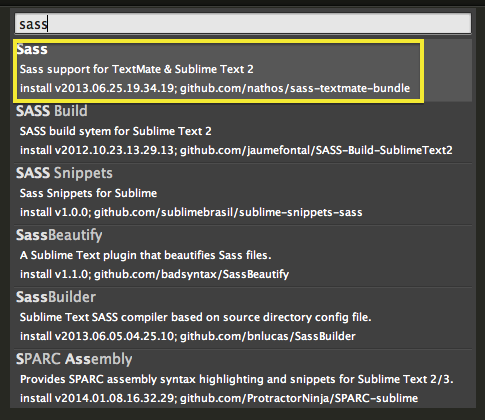 sass
Sass
Sass support for TextMate & Sublime Text 2
install v2013.06.25.19.34.19; github.com/nathos/sass-textmate-bundle
SASS Build
SASS build sytem for Sublime Text 2
install v2012.10.23.13.29.13; github.com/jaumefontal/SASS-Build-SublimeText2
SASS Snippets
Sass Snippets for Sublime
install v1.0.0; github.com/sublimebrasil/sublime-snippets-sass
SassBeautify
A Sublime Text plugin that beautifies Sass files.
install v1.1.0; github.com/badsyntax/SassBeautify
SassBuilder
Sublime Text SASS compiler based on source directory config file.
install v2013.06.05.04.25.10; github.com/bnlucas/SassBuilder
SPARC Assembly
Provides SPARC assembly syntax highlighting and snippets for Sublime Text 2/3.
install v2014.01.08.16.32.29; github.com/ProtractorNinja/SPARC-sublime